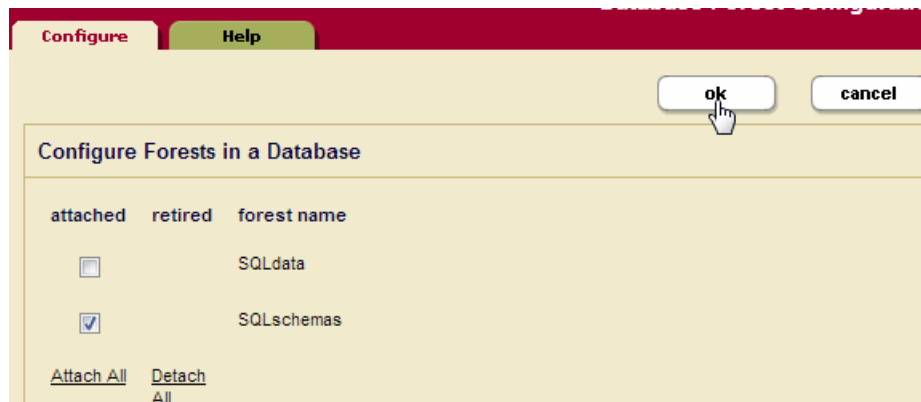 Configure Help
ok cancel
Configure Forests in a Database
attached retired forest name
SQLdata
SQLschemas
Attach All Detach
All